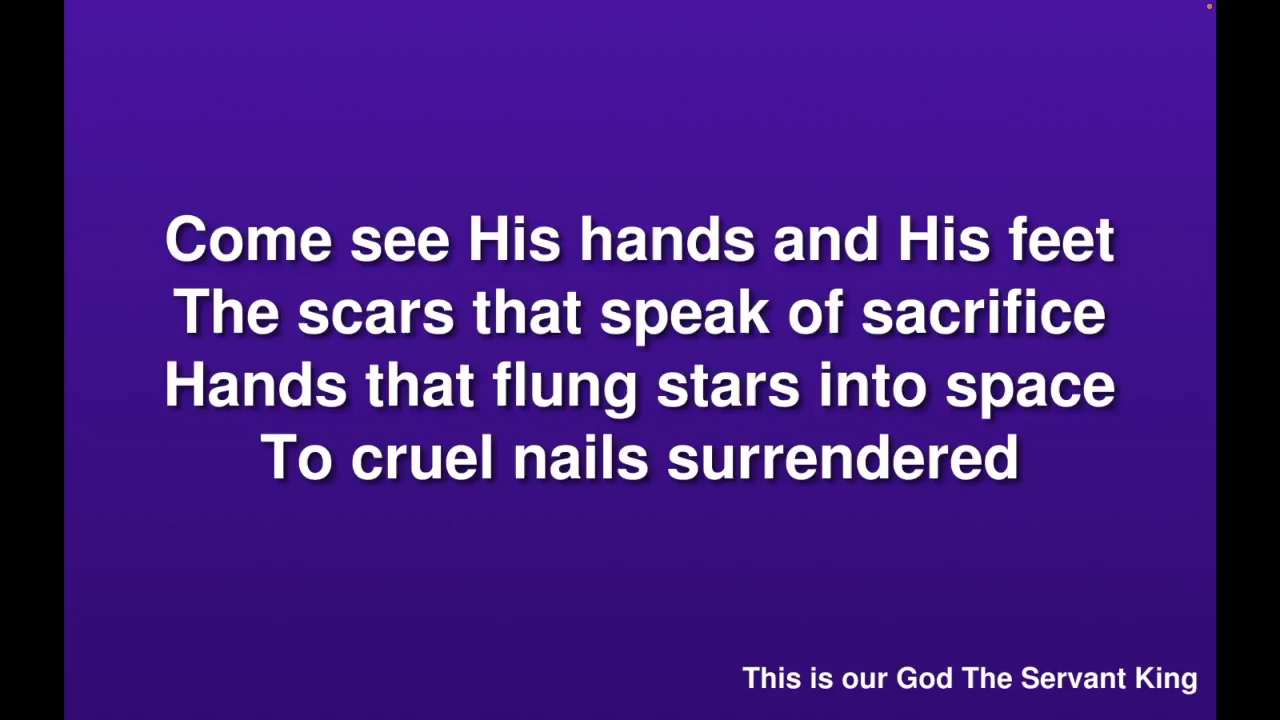 Come see His hands and His feet
The scars that speak of sacrifice
Hands that flung stars into space
To cruel nails surrendered
This is our God The Servant King